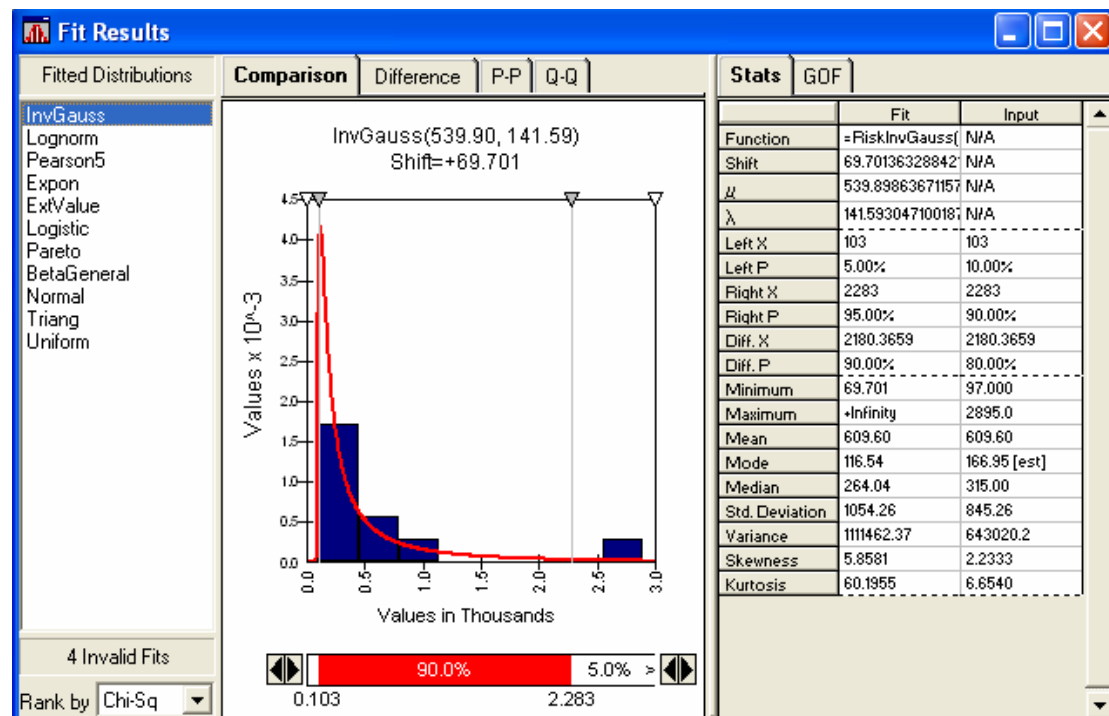 Fit Results
Fitted Distributions
InvGauss
Lognorm
Pearson5
Expon
ExtValue
Logistic
Pareto
BetaGeneral
Normal
Triang
Uniform
4 Invalid Fits
Rank by Chi-Sq
Comparison Difference P-P Q-Q
InvGauss(539.90, 141.59)
Shift=+69.701
Values x 10^-3
4.5
4.0
3.5
3.0
2.5
2.0
1.5
1.0
0.5
0.0
0.0 0.5 1.0 1.5 2.0 2.5 3.0
Values in Thousands
90.0% 5.0% >
0.103 2.283
Stats GOF
Fit Input
Function =RiskInvGauss( N/A
Shift 69.70136328842 N/A
μ 539.89863671157 N/A
λ 141.593047100187 N/A
Left X 103 103
Left P 5.00% 10.00%
Right X 2283 2283
Right P 95.00% 90.00%
Diff. X 2180.3659 2180.3659
Diff. P 90.00% 80.00%
Minimum 69.701 97.000
Maximum +Infinity 2895.0
Mean 609.60 609.60
Mode 116.54 166.95 [est]
Median 264.04 315.00
Std. Deviation 1054.26 845.26
Variance 1111462.37 643020.2
Skewness 5.8581 2.2333
Kurtosis 60.1955 6.6540